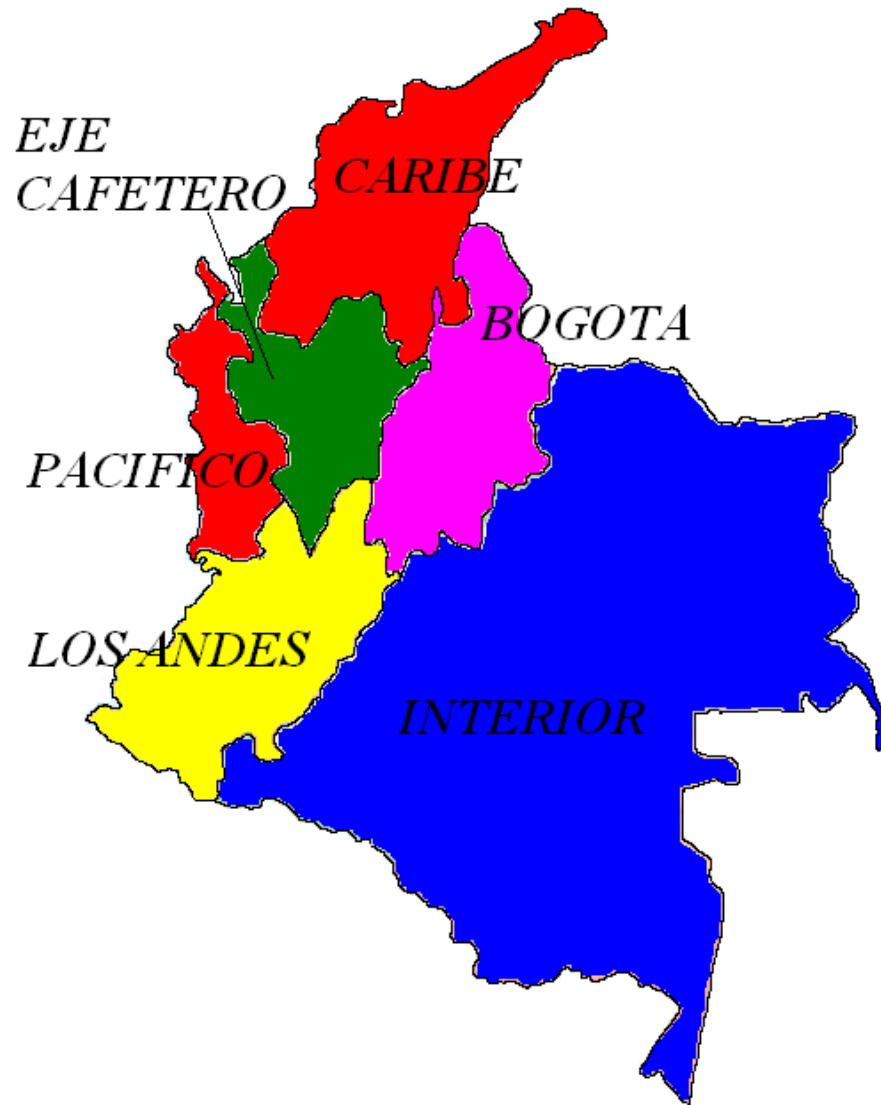 EJE
CAFETERO
CARIBE
BOGOTA
PACIFICO
LOS ANDES
INTERIOR